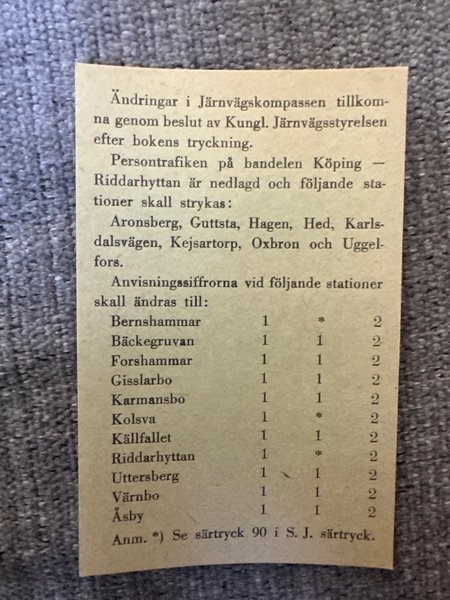 Ändringar i Järnvägskompassen tillkom-
na genom beslut av Kungl. Järnvägsstyrelsen
efter bokens tryckning.
Persontrafiken på bandelen Köping —
Riddarhyttan är nedlagd och följande sta-
tioner skall strykas:
Aronsberg, Guttsta, Hagen, Hed, Karls-
dalsvägen, Kejsartorp, Oxbron och Uggel-
fors.
Anvisningssiffrorna vid följande stationer
skall ändras till:
Bernshammar 1 * 2
Bäckegruvan 1 1 2
Forshammar 1 1 2
Gisslarbo 1 1 2
Karmansbo 1 1 2
Kolsva 1 * 2
Källfallet 1 1 2
Riddarhyttan 1 * 2
Uttersberg 1 1 2
Värnbo 1 1 2
Åsby 1 1 2
Anm. *) Se särtryck 90 i S. J. särtryck.